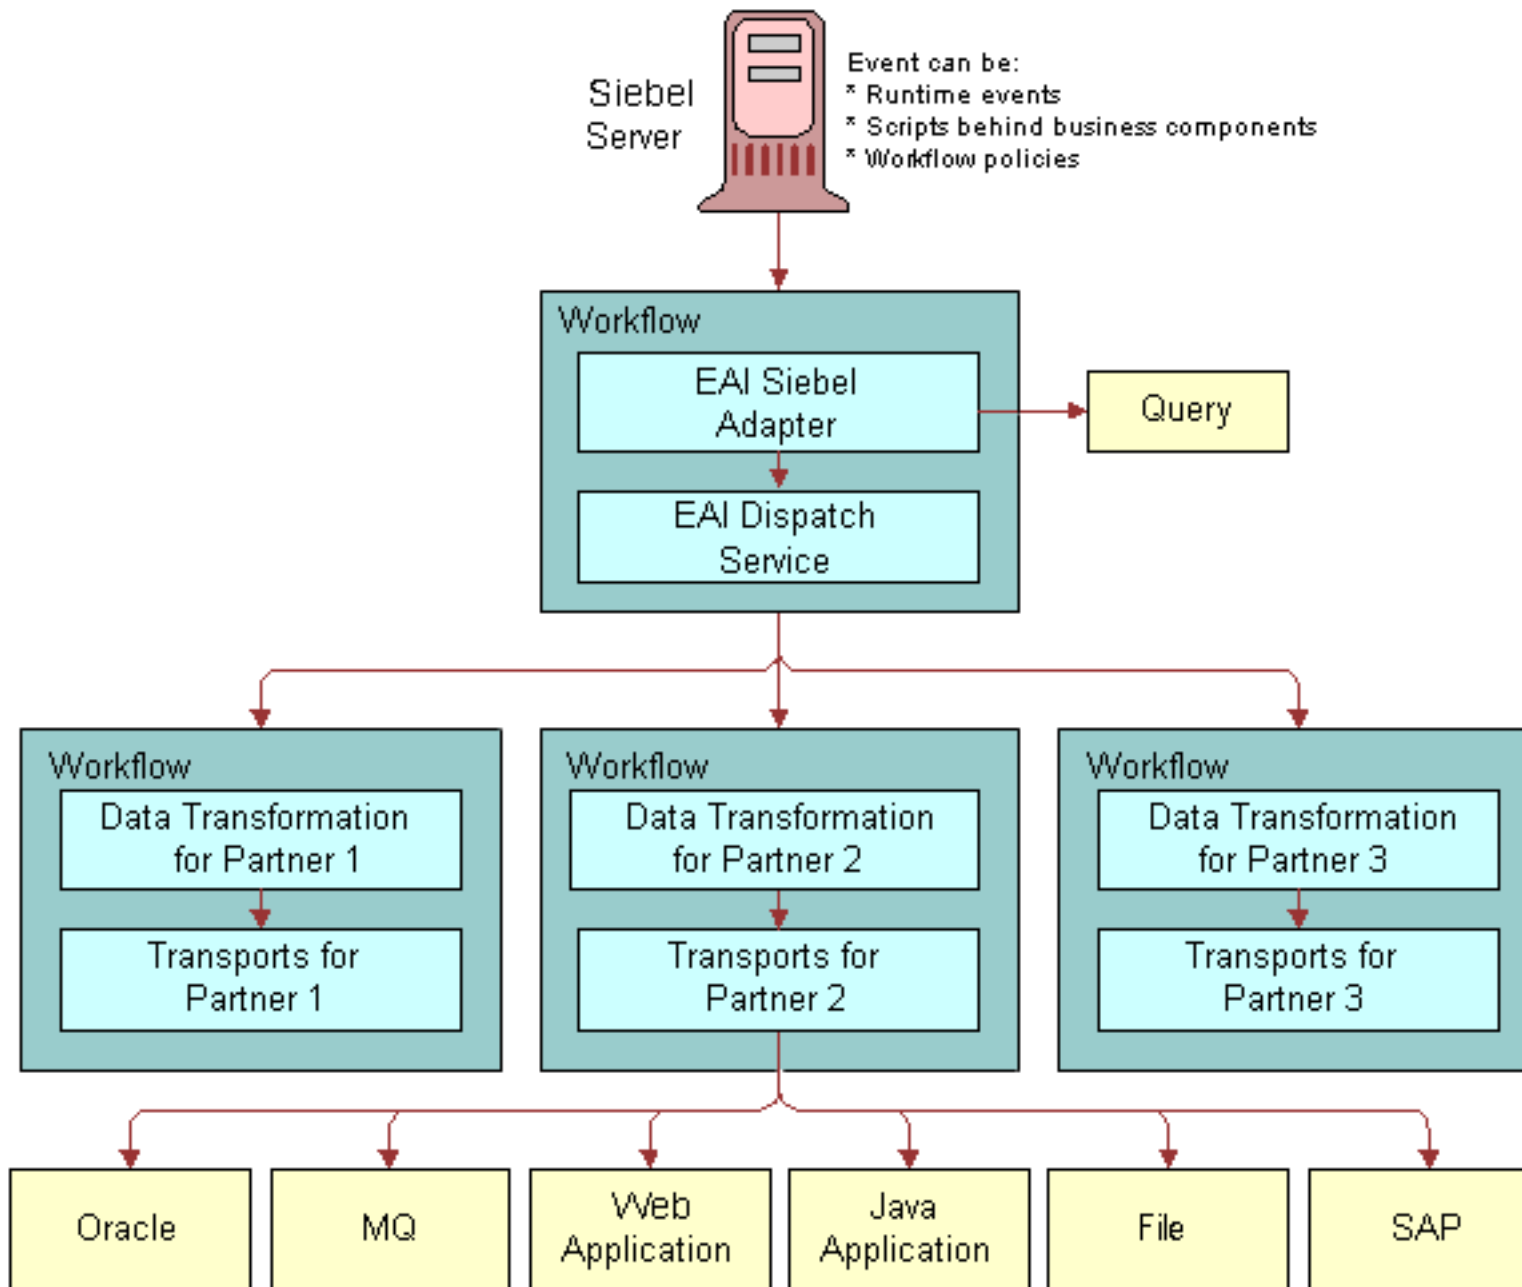 Siebel
Server
Event can be:
* Runtime events
* Scripts behind business components
* Workflow policies
Workflow
EAI Siebel
Adapter
Query
EAI Dispatch
Service
Workflow
Data Transformation
for Partner 1
Transports for
Partner 1
Workflow
Data Transformation
for Partner 2
Transports for
Partner 2
Workflow
Data Transformation
for Partner 3
Transports for
Partner 3
Oracle
MQ
Web
Application
Java
Application
File
SAP